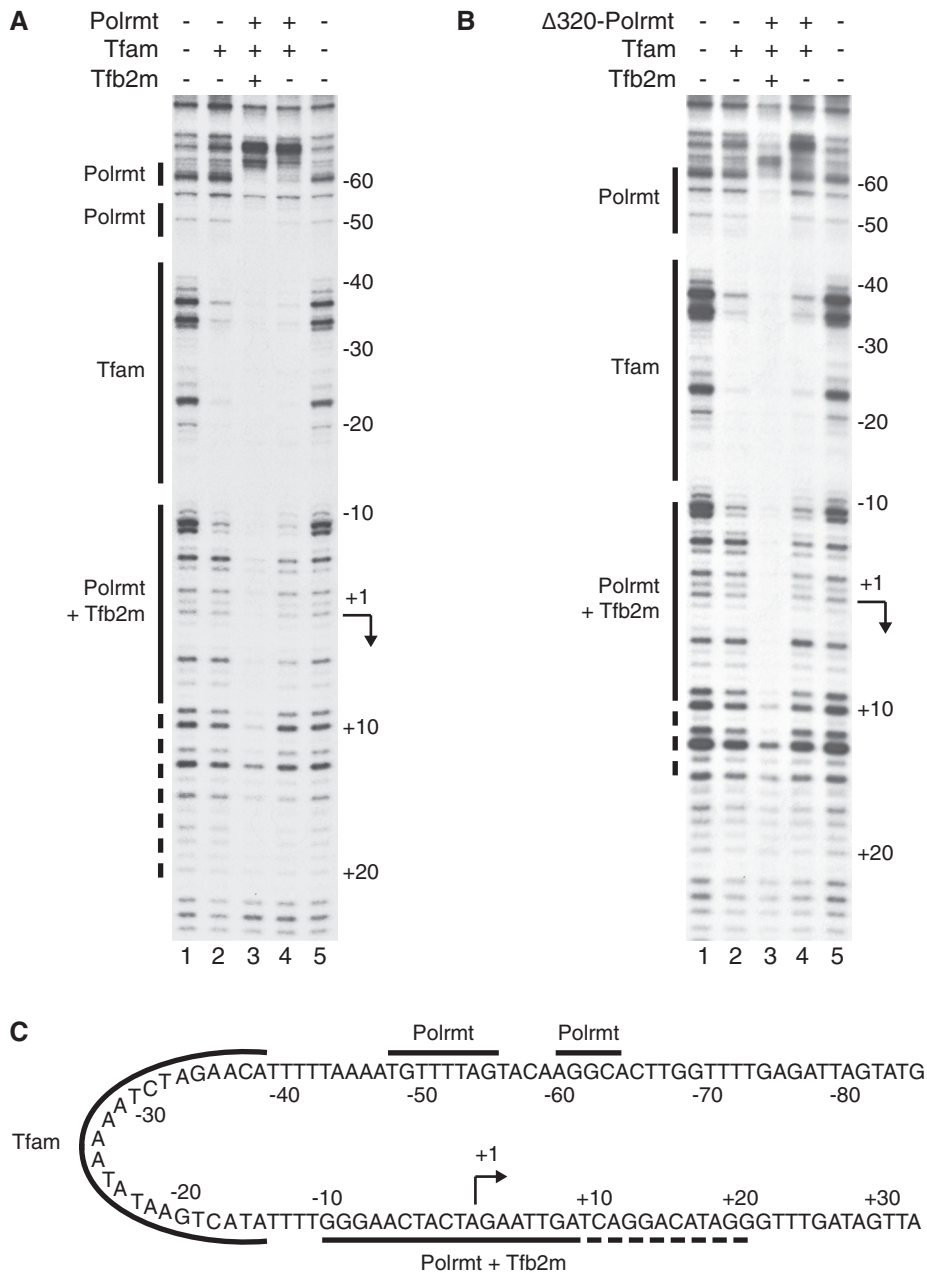 A
Polrmt - - + + -
Tfam - + + + -
Tfb2m - - + - -
Polrmt
Polrmt
Tfam
Polrmt
+ Tfb2m
-60
-50
-40
-30
-20
-10
+1
+10
+20
1 2 3 4 5
B
Δ320-Polrmt - - + + -
Tfam - + + + -
Tfb2m - - + - -
Polrmt
Tfam
Polrmt
+ Tfb2m
-60
-50
-40
-30
-20
-10
+1
+10
+20
1 2 3 4 5
C
Polrmt Polrmt
AAAATCTAGAACATTTTTAAAATGTTTTAGTACAAGGCACTTGGTTTTGAGATTAGTATG
-30 -40 -50 -60 -70 -80
Tfam
+1
-20 -10 +10 +20 +30
TATAAGTCATATTTTGGGAACTACTAGAATTGATCAGGACATAGGGTTTGATAGTTA
Polrmt + Tfb2m